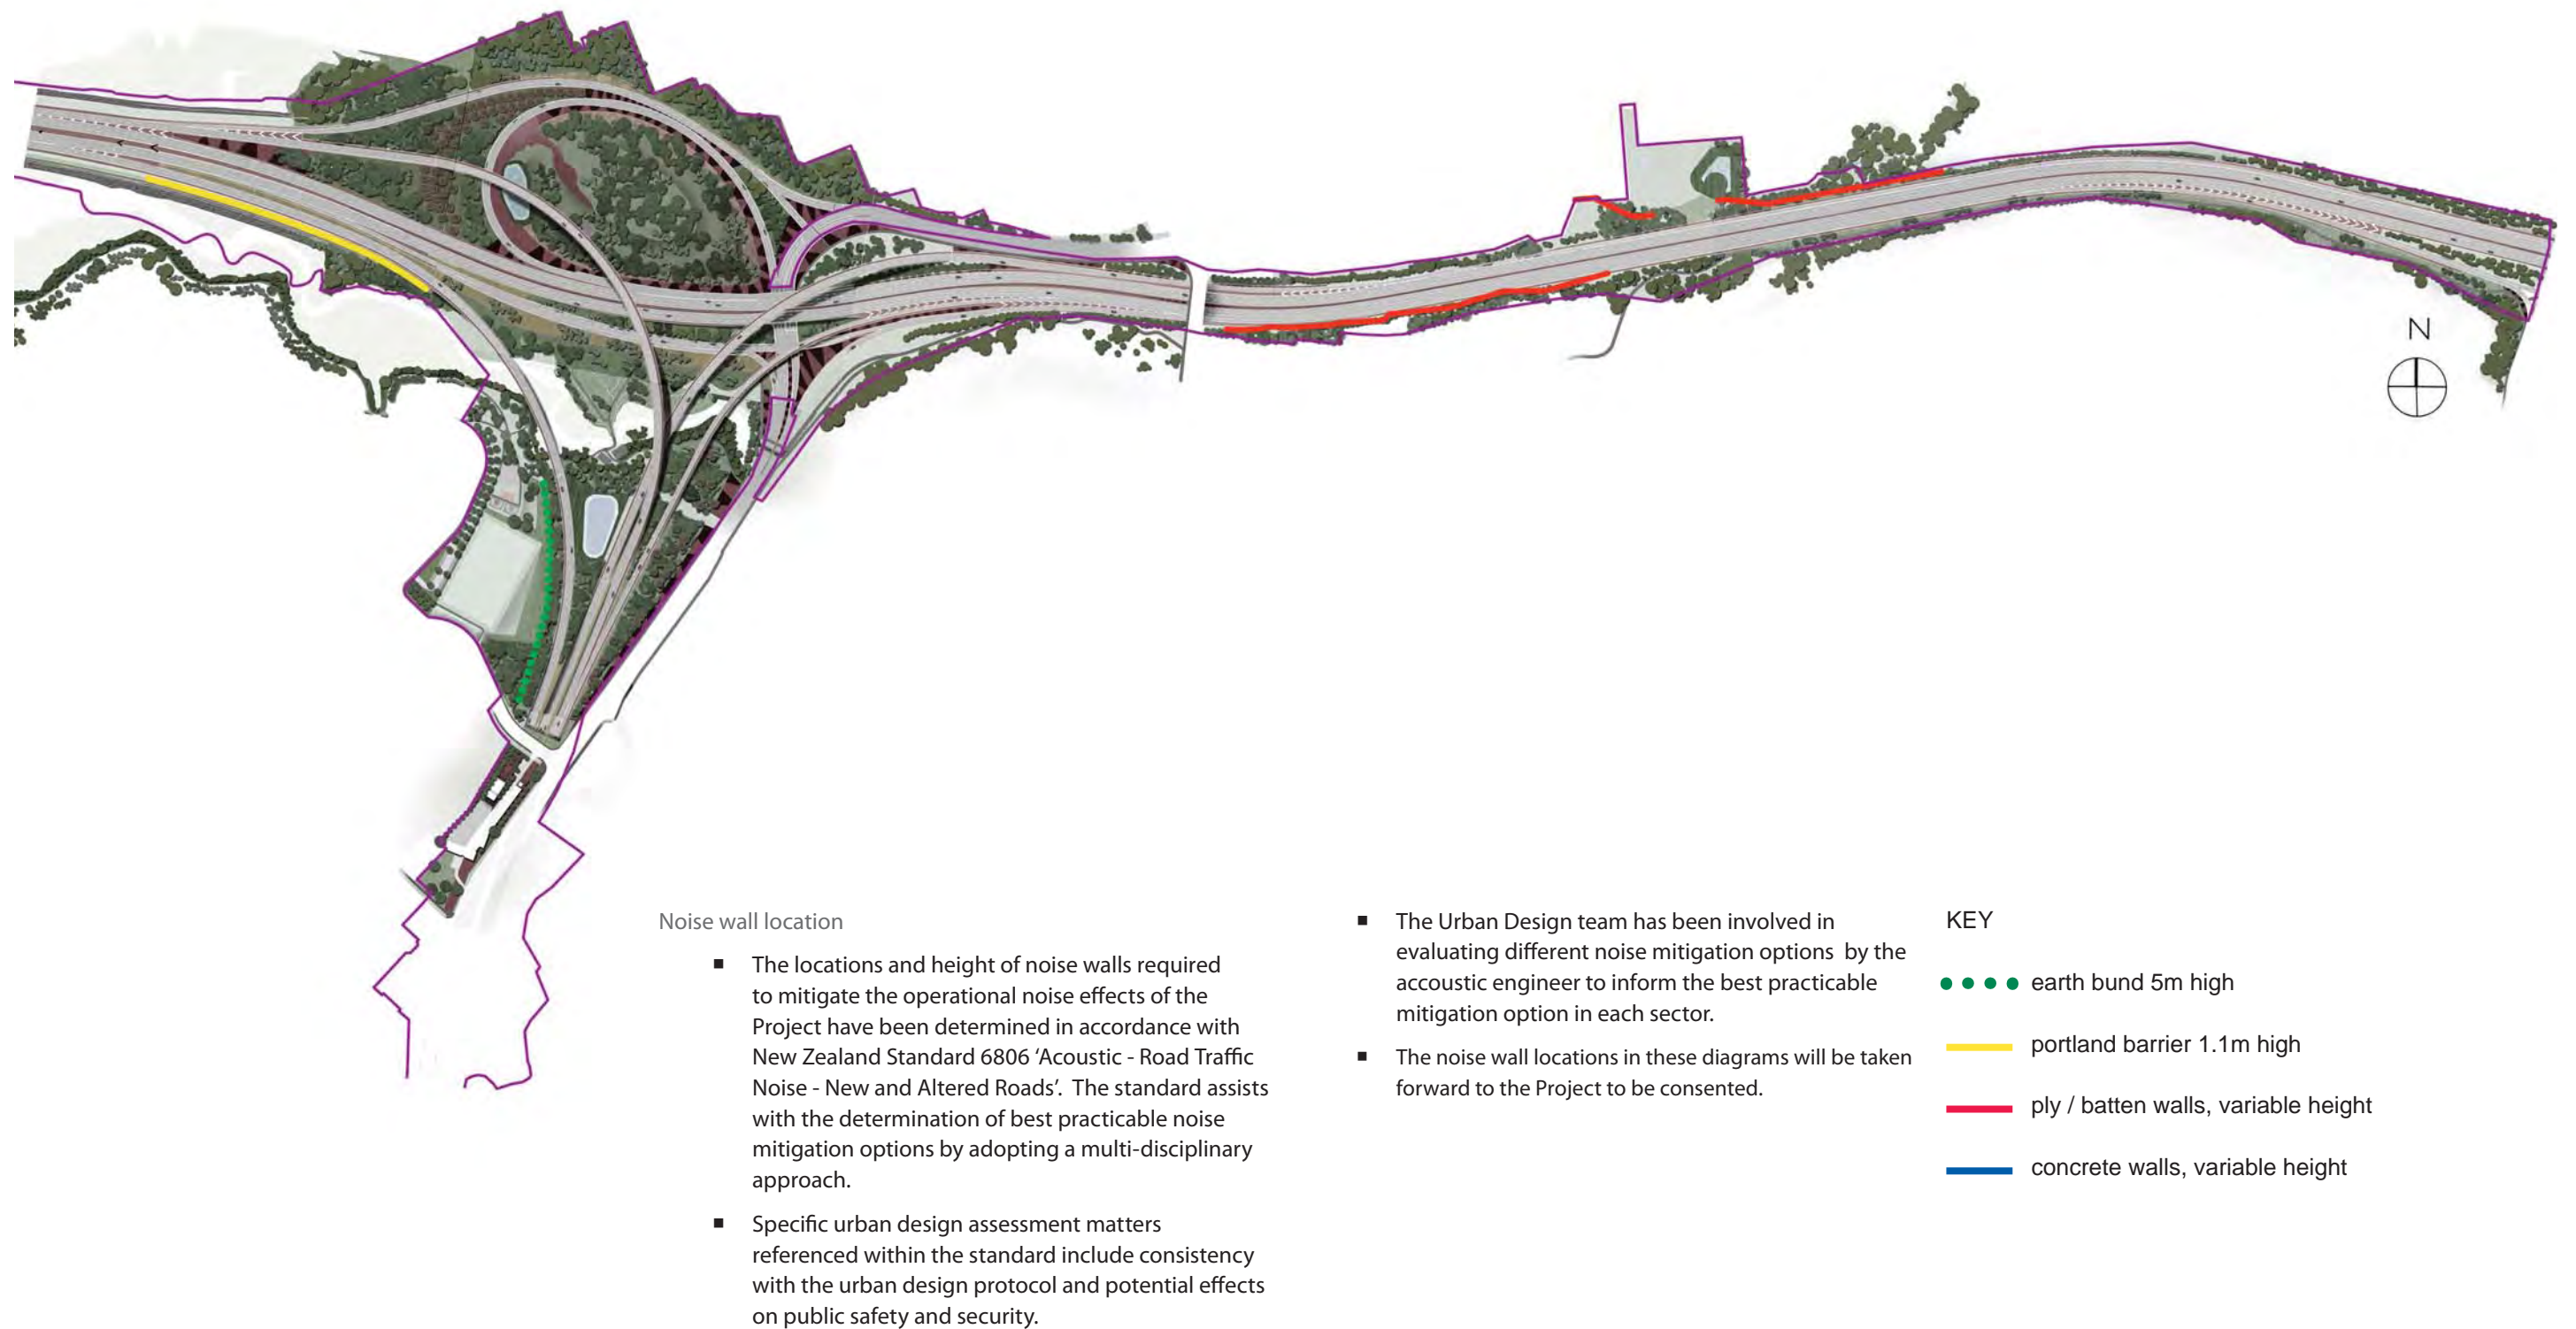 N
Noise wall location
■ The locations and height of noise walls required
to mitigate the operational noise effects of the
Project have been determined in accordance with
New Zealand Standard 6806 ‘Acoustic - Road Traffic
Noise - New and Altered Roads’. The standard assists
with the determination of best practicable noise
mitigation options by adopting a multi-disciplinary
approach.
■ Specific urban design assessment matters
referenced within the standard include consistency
with the urban design protocol and potential effects
on public safety and security.
■ The Urban Design team has been involved in
evaluating different noise mitigation options by the
accoustic engineer to inform the best practicable
mitigation option in each sector.
■ The noise wall locations in these diagrams will be taken
forward to the Project to be consented.
KEY
earth bund 5m high
portland barrier 1.1m high
ply / batten walls, variable height
concrete walls, variable height